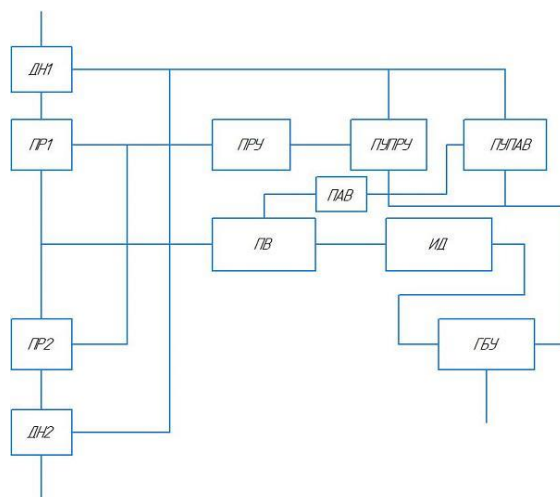 ДН1
ПР1
ПРУ
ПУПРУ
ПУПАВ
ПАВ
ПВ
ИД
ПР2
ГБУ
ДН2